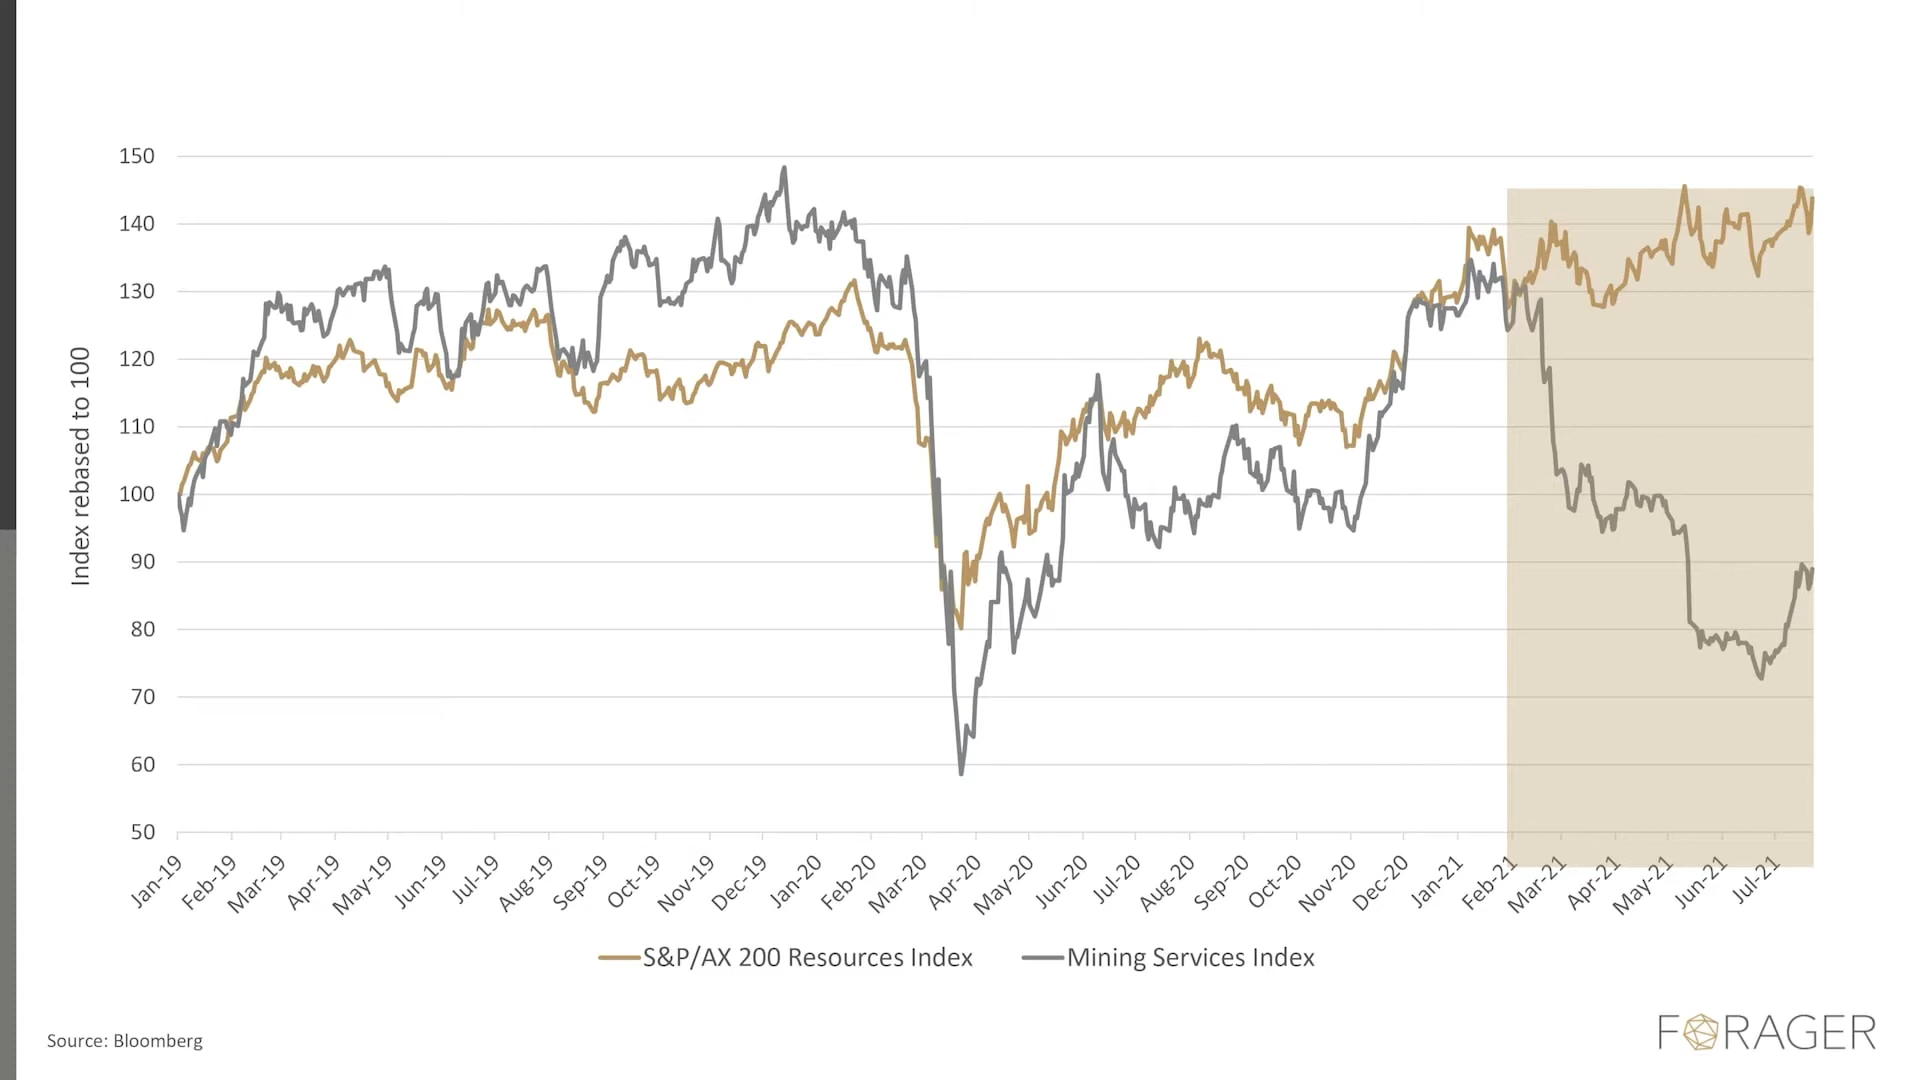 150
140
130
120
110
100
90
80
70
60
50
Index rebased to 100
Jan-19
Feb-19
Mar-19
Apr-19
May-19
Jun-19
Jul-19
Aug-19
Sep-19
Oct-19
Nov-19
Dec-19
Jan-20
Feb-20
Mar-20
Apr-20
May-20
Jun-20
Jul-20
Aug-20
Sep-20
Oct-20
Nov-20
Dec-20
Jan-21
Feb-21
Mar-21
Apr-21
May-21
Jun-21
Jul-21
S&P/AX 200 Resources Index
Mining Services Index
Source: Bloomberg
FORAGER